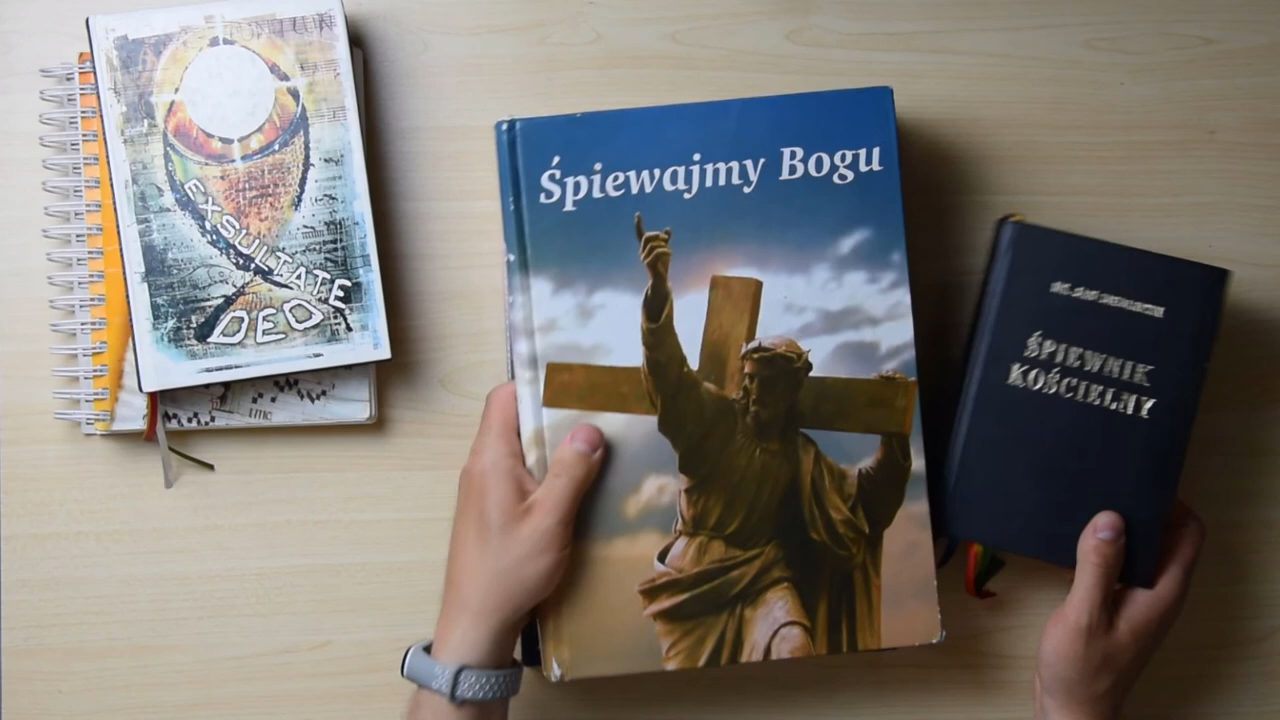 EXSULTATE
DEO
Śpiewajmy Bogu
ŚPIEWNIK
KOŚCIELNY